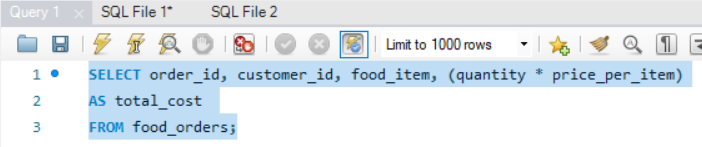 Query 1 SQL File 1* SQL File 2
Limit to 1000 rows
1 SELECT order_id, customer_id, food_item, (quantity * price_per_item)
2 AS total_cost
3 FROM food_orders;